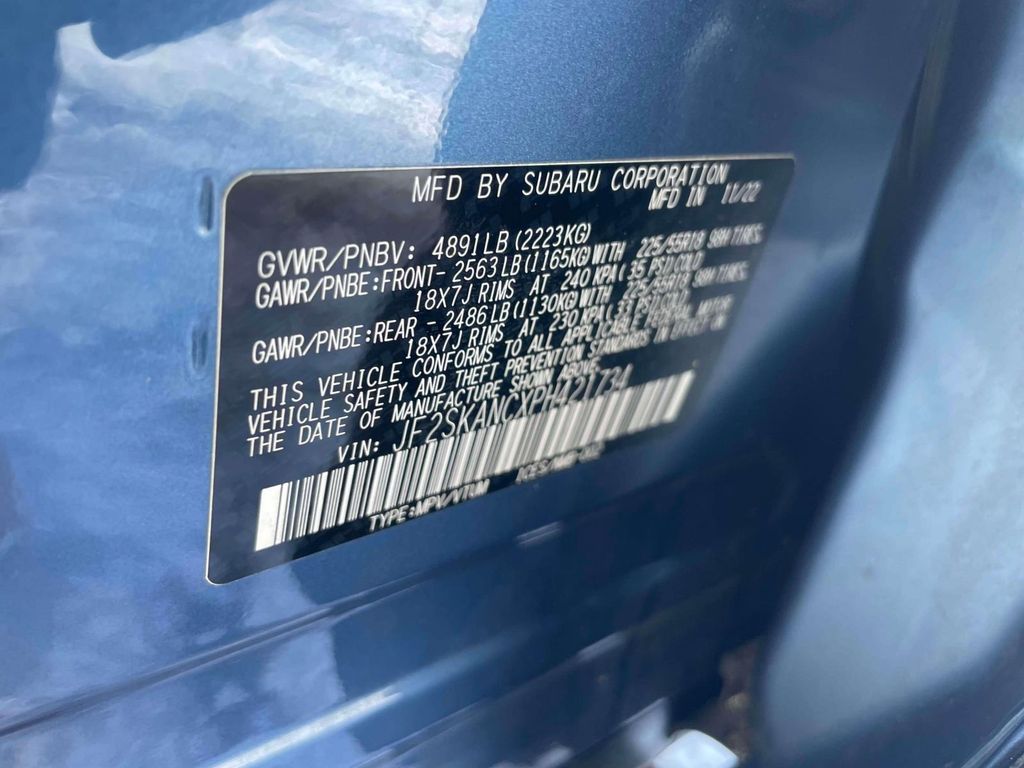 MFD BY SUBARU CORPORATION
MFD IN 11/22
GVWR/PNBV: 4891LB(2223KG)
GAWR/PNBE:FRONT- 2563LB(1165KG)WITH 225/55R18 98H TIRES.
18X7J RIMS AT 240 KPA( 35 PSI)COLD
GAWR/PNBE:REAR - 2486LB(1130KG)WITH 225/55R18 98H TIRES.
18X7J RIMS AT 230 KPA( 33 PSI)COLD
THIS VEHICLE CONFORMS TO ALL APPLICABLE FEDERAL MOTOR
VEHICLE SAFETY AND THEFT PREVENTION STANDARDS IN EFFECT ON
THE DATE OF MANUFACTURE SHOWN ABOVE.
VIN: JF2SKANCXPH421734
TYPE:MPV/VTUM